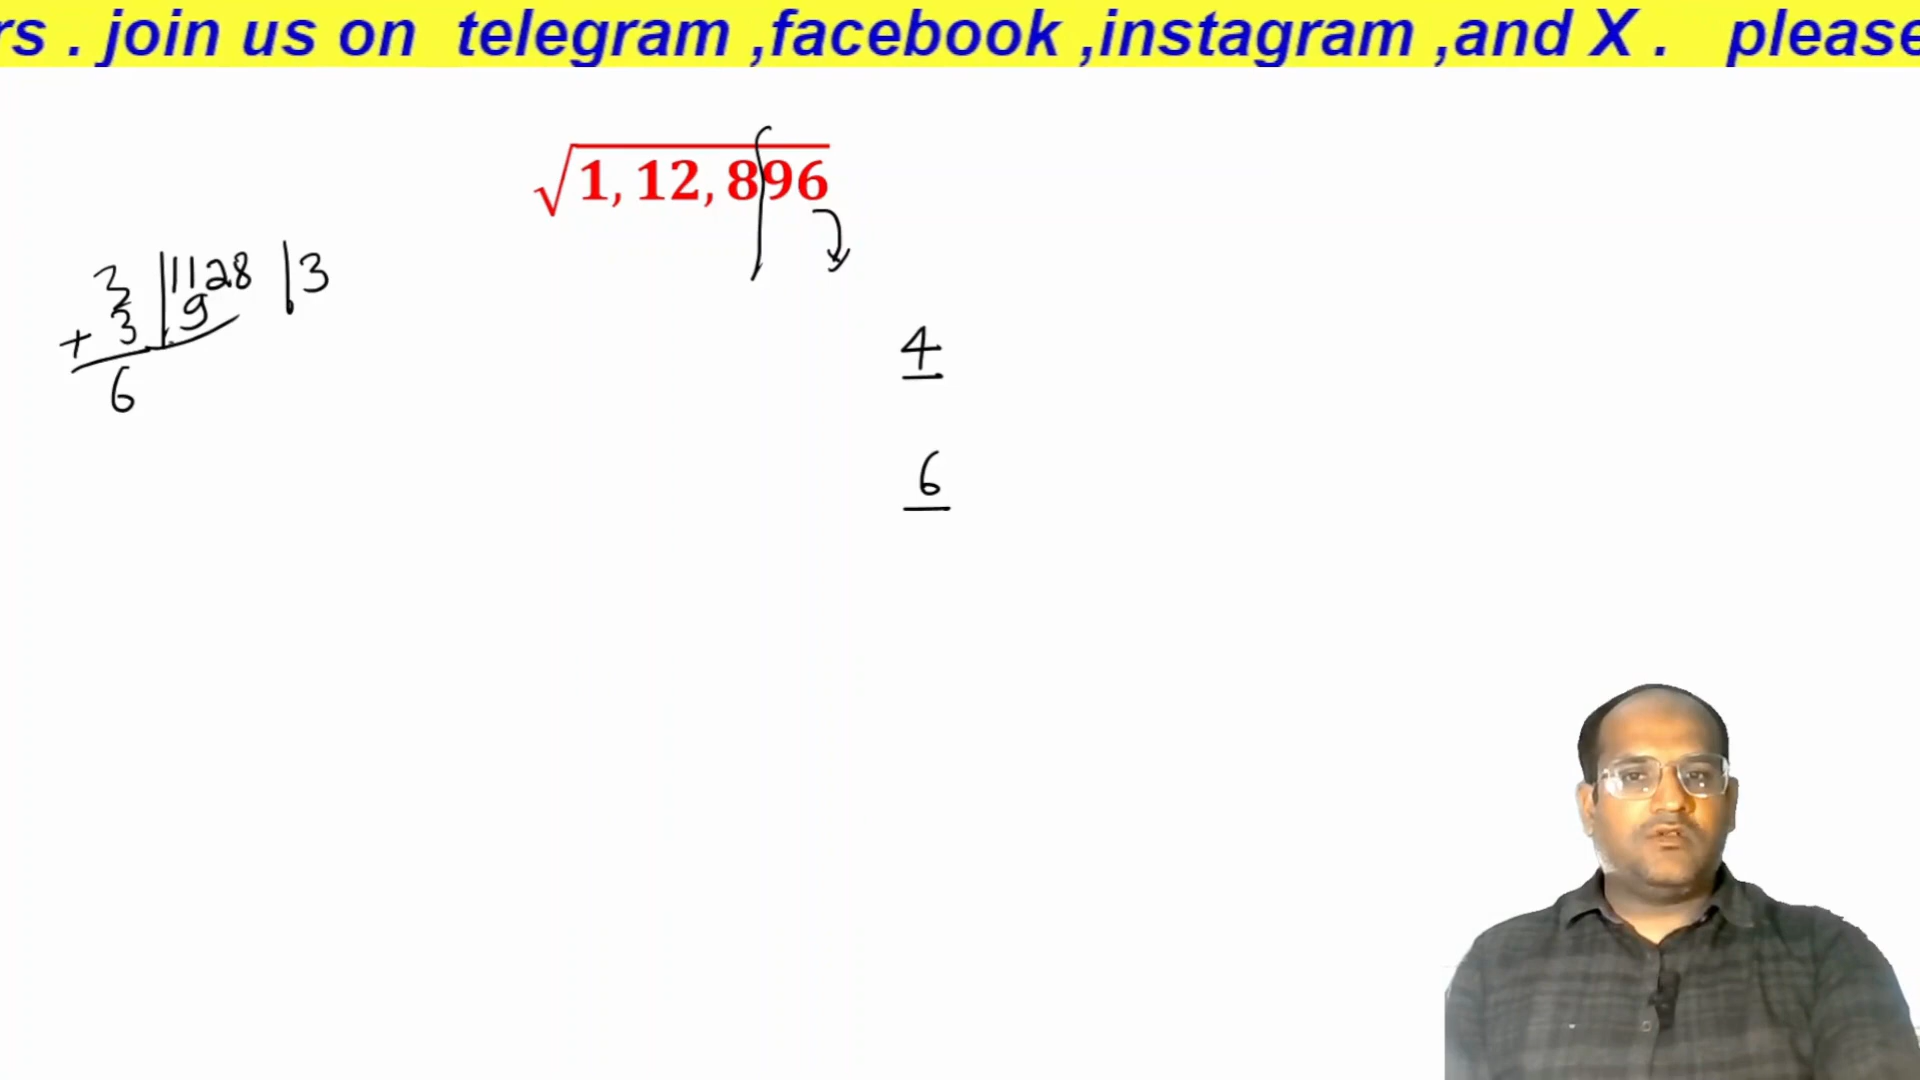 rs . join us on telegram ,facebook ,instagram ,and X . please
√1,12,896
3 | 1128 | 3
+ 3 | 9
6
4
6